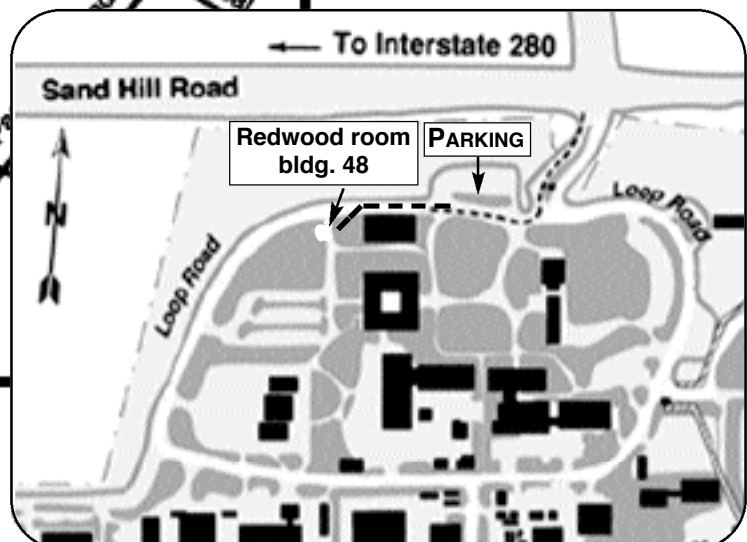 To Interstate 280
Sand Hill Road
Redwood room
bldg. 48
PARKING
Loop Road
N
Loop Road